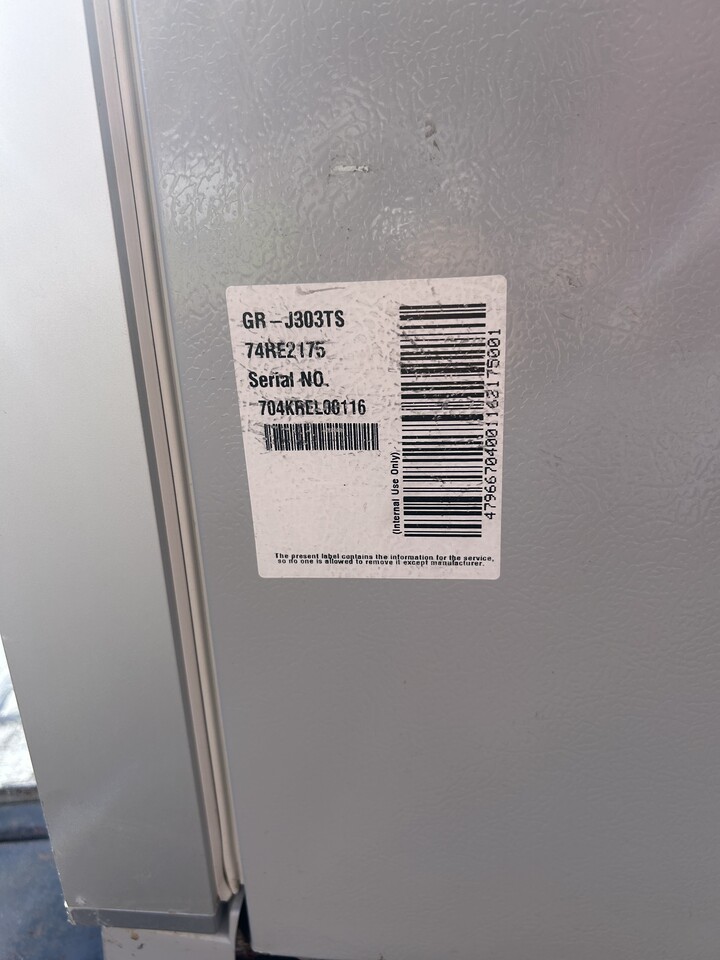 GR-J303TS
74RE2175
Serial NO.
704KREL00116
(Internal Use Only)
479667040011602175001
The present label contains the information for the service,
so no one is allowed to remove it except manufacturer.